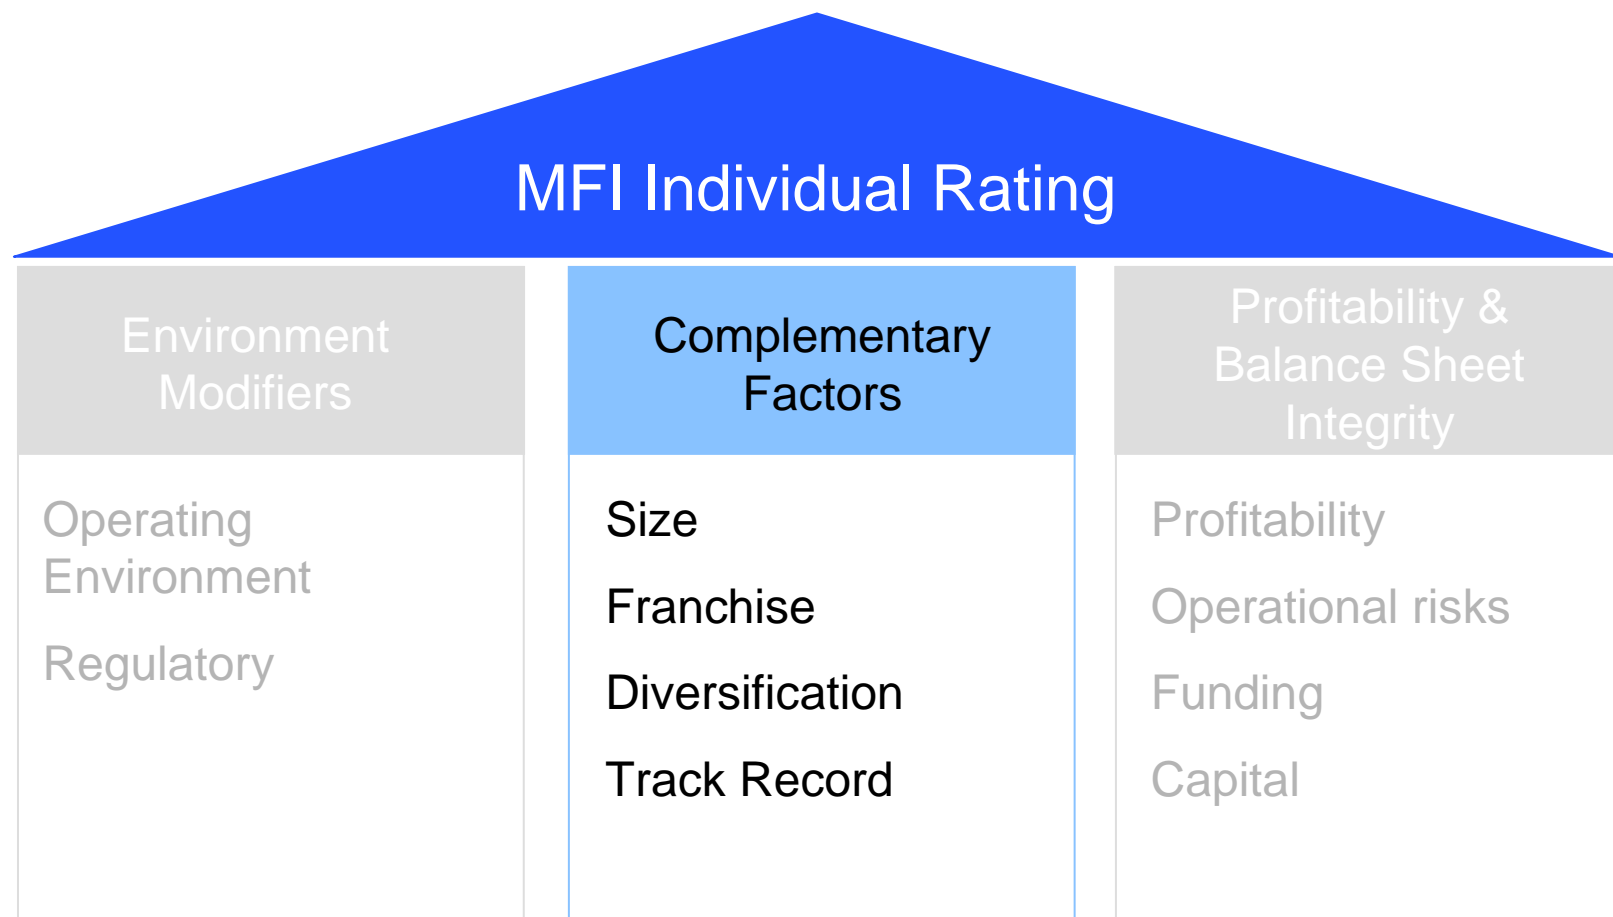 MFI Individual Rating
Environment
Modifiers
Operating
Environment
Regulatory
Complementary
Factors
Size
Franchise
Diversification
Track Record
Profitability &
Balance Sheet
Integrity
Profitability
Operational risks
Funding
Capital